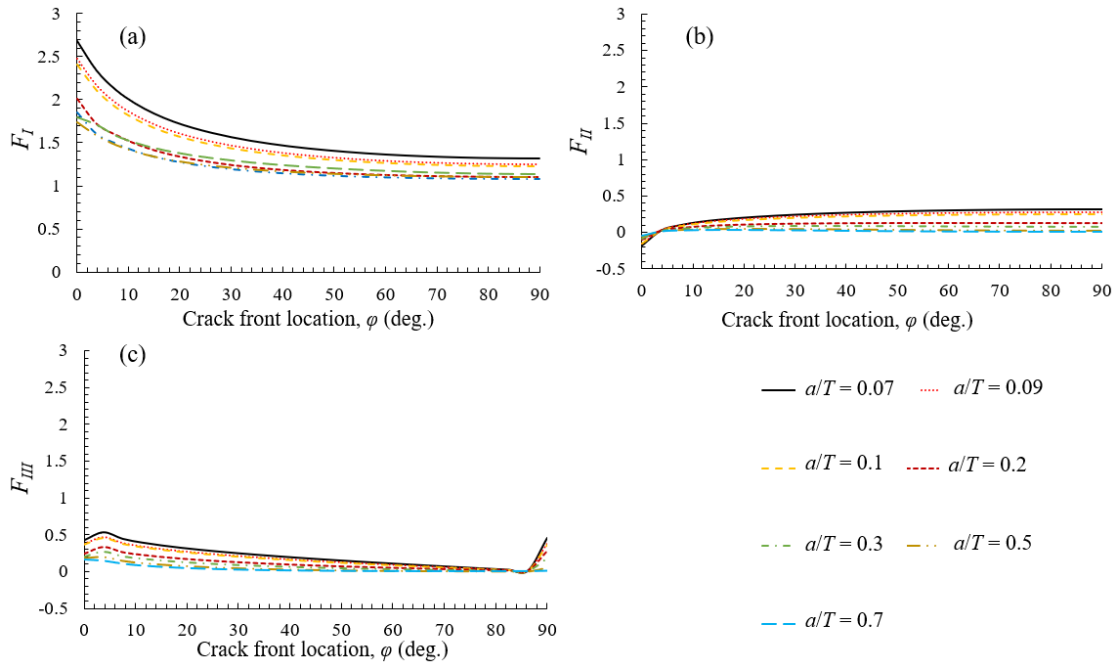 (a)
3
2.5
2
1.5
1
0.5
0
F_I
0 10 20 30 40 50 60 70 80 90
Crack front location, φ (deg.)
(b)
3
2.5
2
1.5
1
0.5
0
-0.5
F_II
0 10 20 30 40 50 60 70 80 90
Crack front location, φ (deg.)
(c)
3
2.5
2
1.5
1
0.5
0
-0.5
F_III
0 10 20 30 40 50 60 70 80 90
Crack front location, φ (deg.)
a/T = 0.07 a/T = 0.09
a/T = 0.1 a/T = 0.2
a/T = 0.3 a/T = 0.5
a/T = 0.7